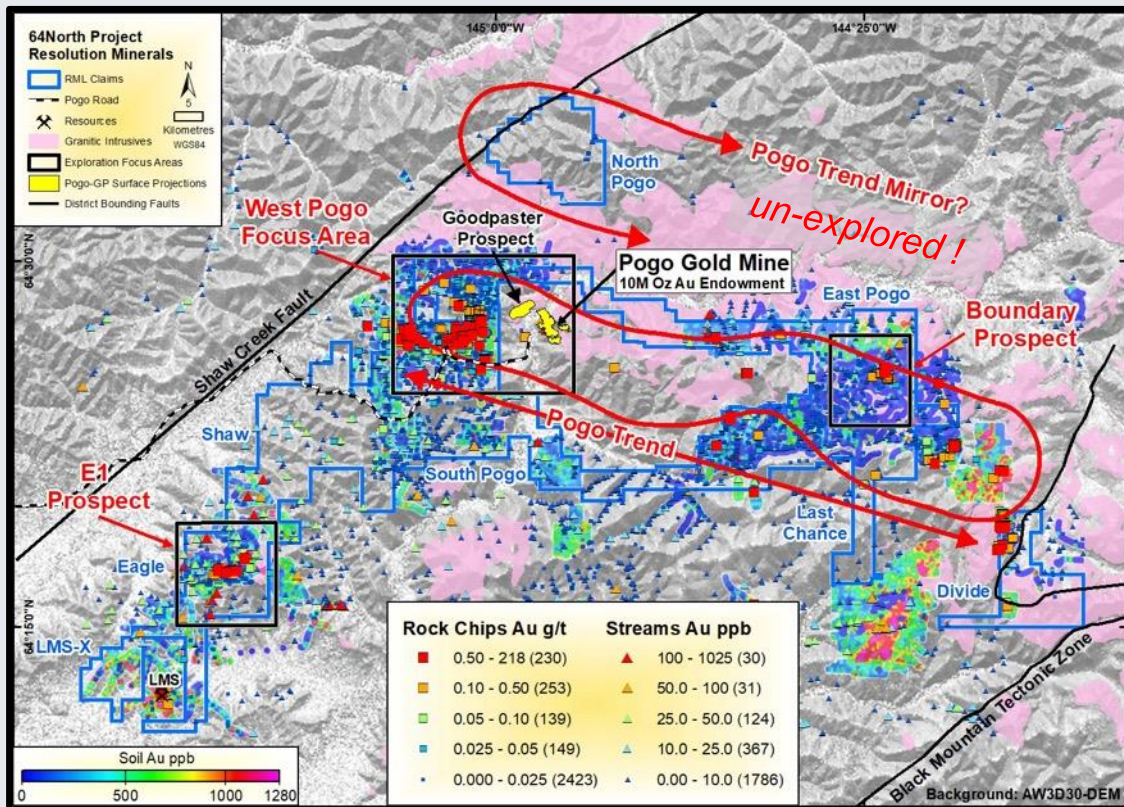 64North Project
Resolution Minerals
RML Claims
Pogo Road
Resources
Granitic Intrusives
Exploration Focus Areas
Pogo-GP Surface Projections
District Bounding Faults
N
5
Kilometres
WGS84
145°0'0"W
144°25'0"W
64°30'0"N
64°15'0"N
North
Pogo
Pogo Trend Mirror?
un-explored !
West Pogo
Focus Area
Goodpaster
Prospect
Pogo Gold Mine
10M Oz Au Endowment
East Pogo
Boundary
Prospect
Shaw Creek Fault
Shaw
Pogo Trend
South Pogo
E1
Prospect
Last
Chance
Eagle
Divide
LMS-X
LMS
Black Mountain Tectonic Zone
Rock Chips Au g/t
0.50 - 218 (230)
0.10 - 0.50 (253)
0.05 - 0.10 (139)
0.025 - 0.05 (149)
0.000 - 0.025 (2423)
Streams Au ppb
100 - 1025 (30)
50.0 - 100 (31)
25.0 - 50.0 (124)
10.0 - 25.0 (367)
0.00 - 10.0 (1786)
Soil Au ppb
0 500 1000 1280
Background: AW3D30-DEM